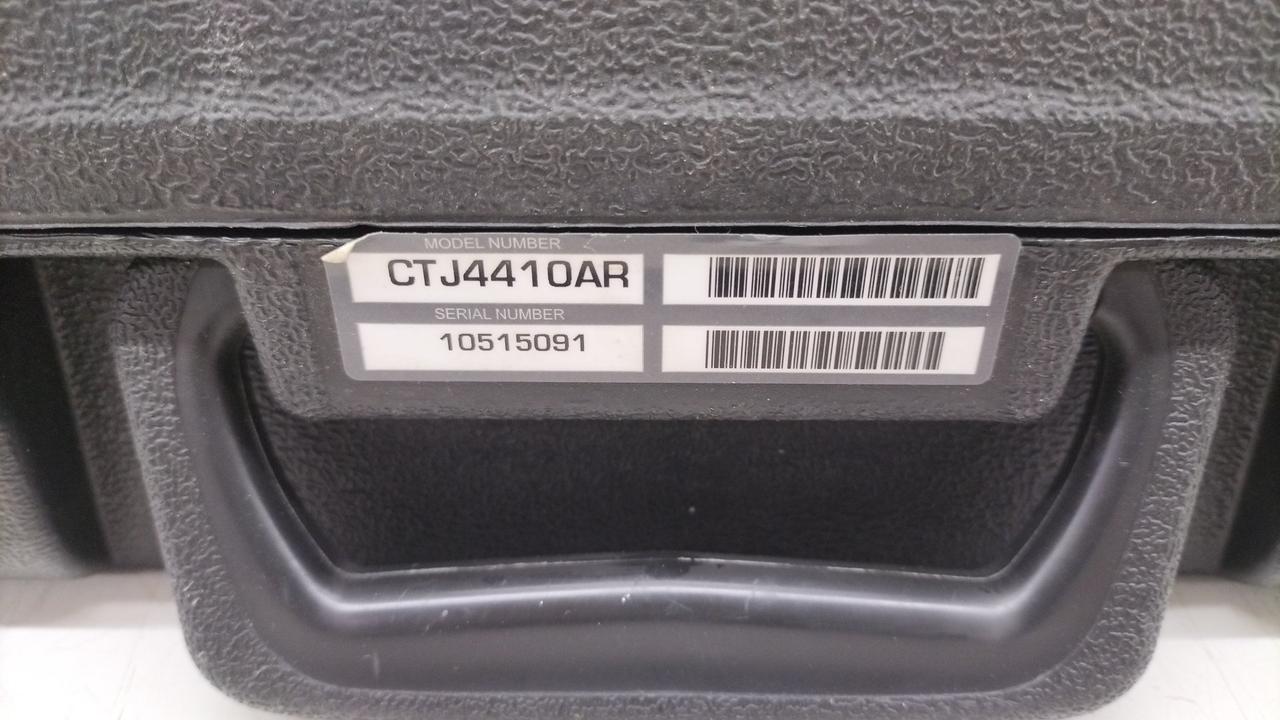 MODEL NUMBER
CTJ4410AR
SERIAL NUMBER
10515091